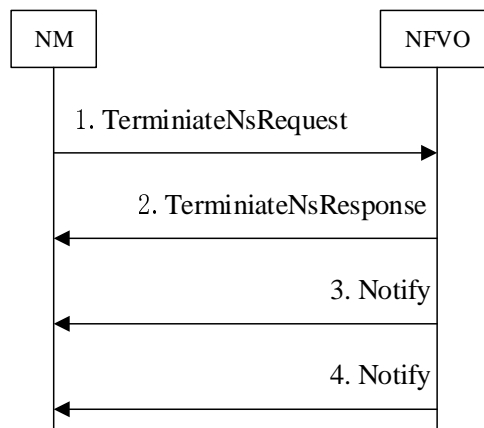 NM
NFVO
1. TerminiateNsRequest
2. TerminiateNsResponse
3. Notify
4. Notify